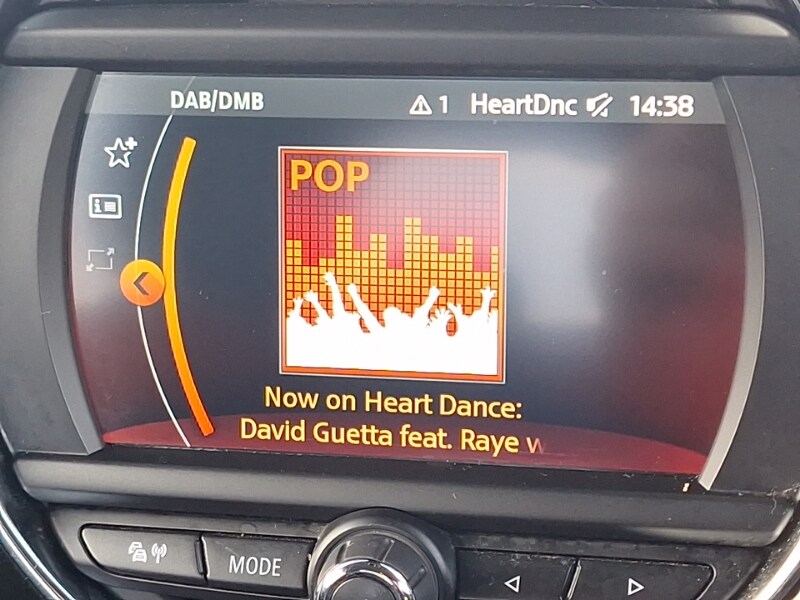 DAB/DMB 1 HeartDnc 14:38
POP
Now on Heart Dance:
David Guetta feat. Raye w
MODE